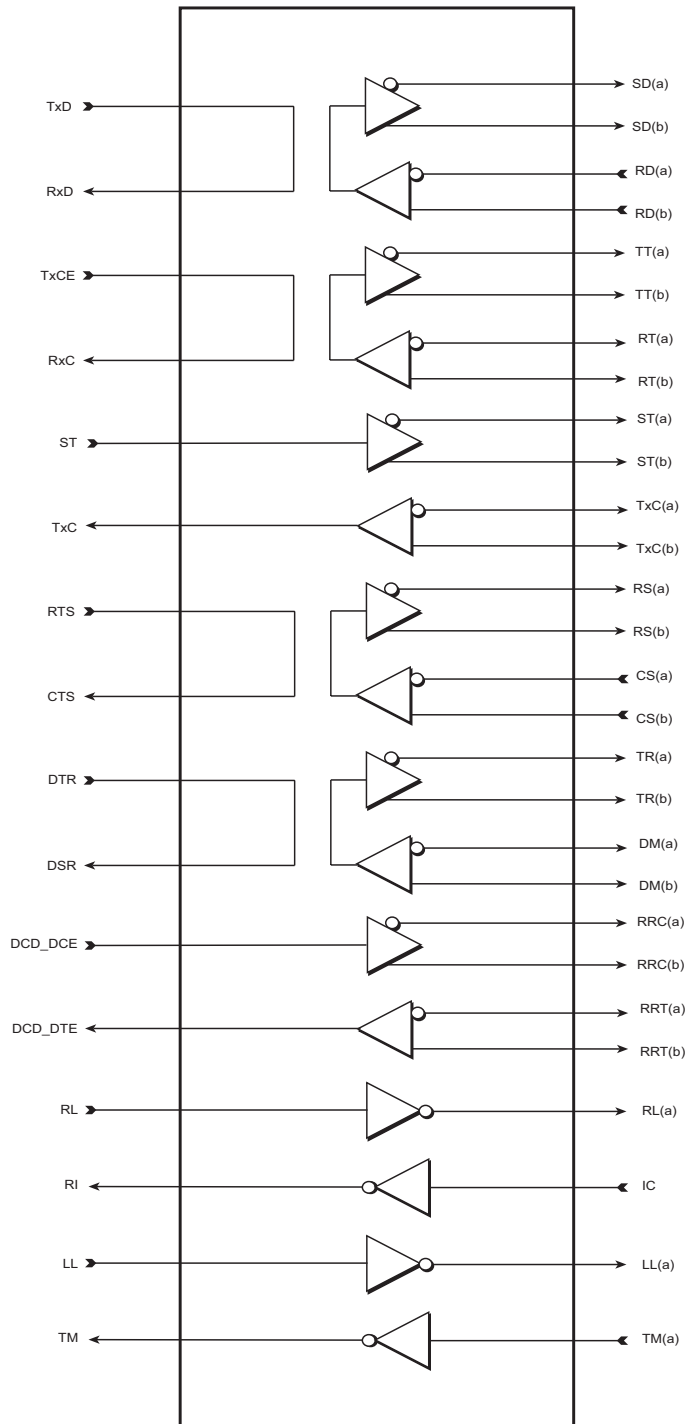 TxD
SD(a)
SD(b)
RxD
RD(a)
RD(b)
TxCE
TT(a)
TT(b)
RxC
RT(a)
RT(b)
ST
ST(a)
ST(b)
TxC
TxC(a)
TxC(b)
RTS
RS(a)
RS(b)
CTS
CS(a)
CS(b)
DTR
TR(a)
TR(b)
DSR
DM(a)
DM(b)
DCD_DCE
RRC(a)
RRC(b)
DCD_DTE
RRT(a)
RRT(b)
RL
RL(a)
RI
IC
LL
LL(a)
TM
TM(a)